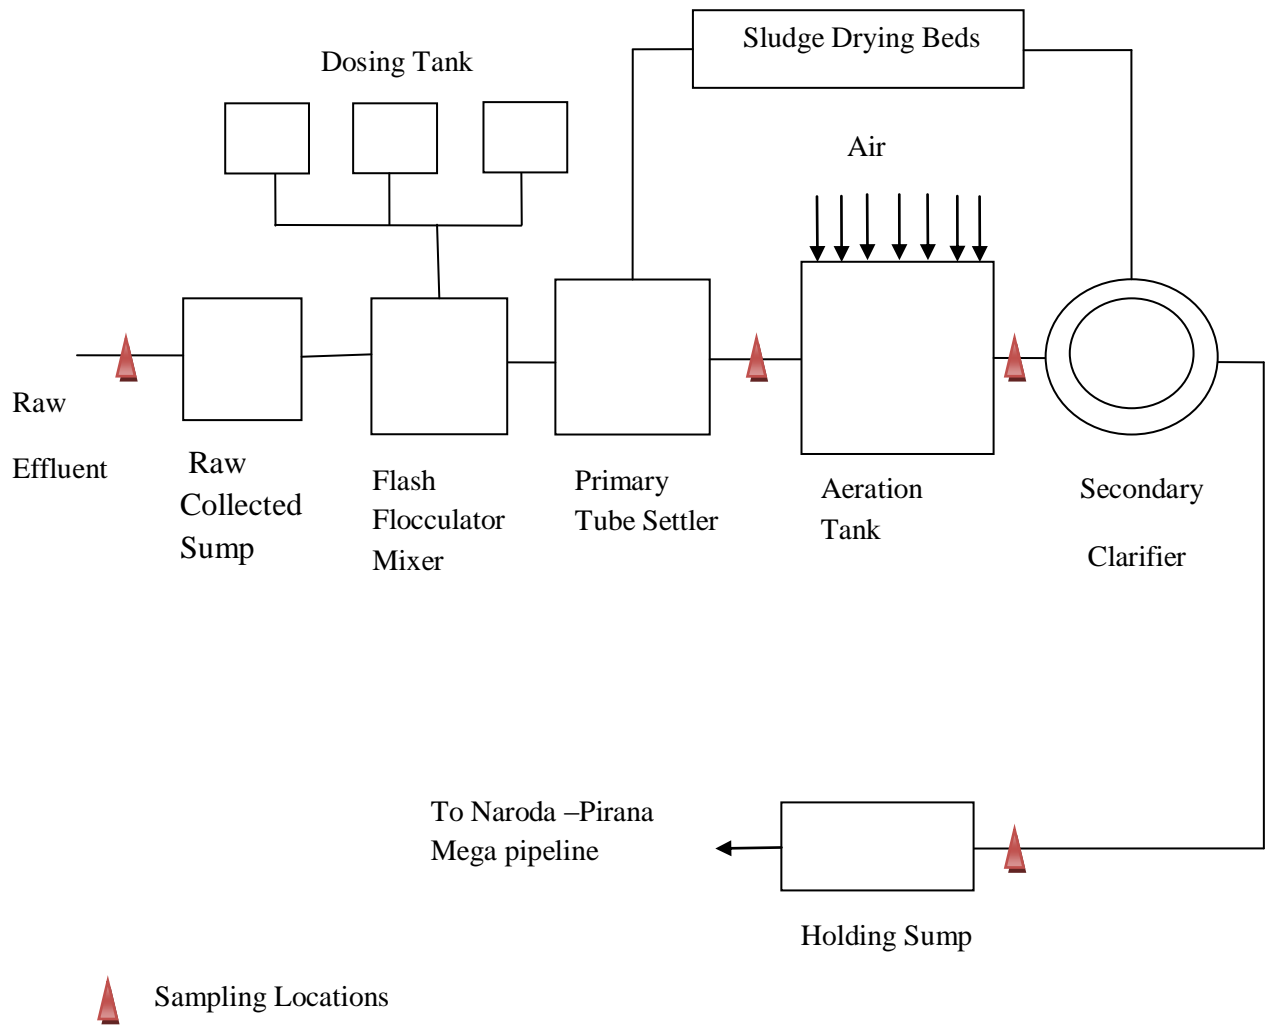 Sludge Drying Beds
Dosing Tank
Air
Raw
Effluent
Raw
Collected
Sump
Flash
Flocculator
Mixer
Primary
Tube Settler
Aeration
Tank
Secondary
Clarifier
To Naroda –Pirana
Mega pipeline
Holding Sump
Sampling Locations